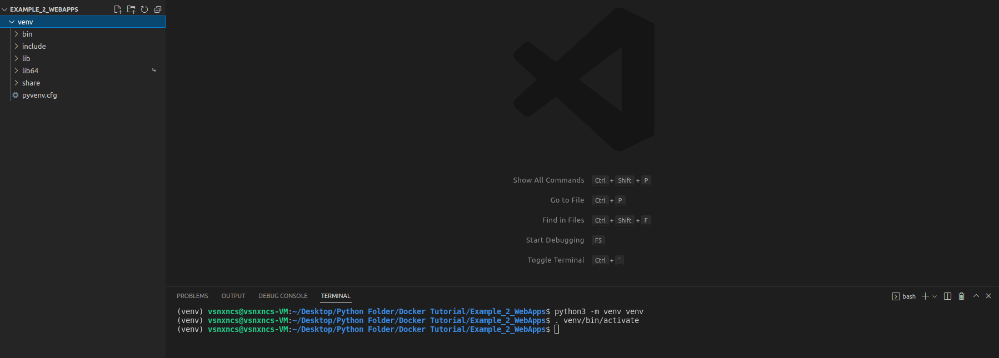 EXAMPLE_2_WEBAPPS
venv
bin
include
lib
lib64
share
pyvenv.cfg
Show All Commands Ctrl + Shift + P
Go to File Ctrl + P
Find in Files Ctrl + Shift + F
Start Debugging F5
Toggle Terminal Ctrl + `
PROBLEMS OUTPUT DEBUG CONSOLE TERMINAL bash
(venv) vsnxncs@vsnxncs-VM:~/Desktop/Python Folder/Docker Tutorial/Example_2_WebApps$ python3 -m venv venv
(venv) vsnxncs@vsnxncs-VM:~/Desktop/Python Folder/Docker Tutorial/Example_2_WebApps$ . venv/bin/activate
(venv) vsnxncs@vsnxncs-VM:~/Desktop/Python Folder/Docker Tutorial/Example_2_WebApps$